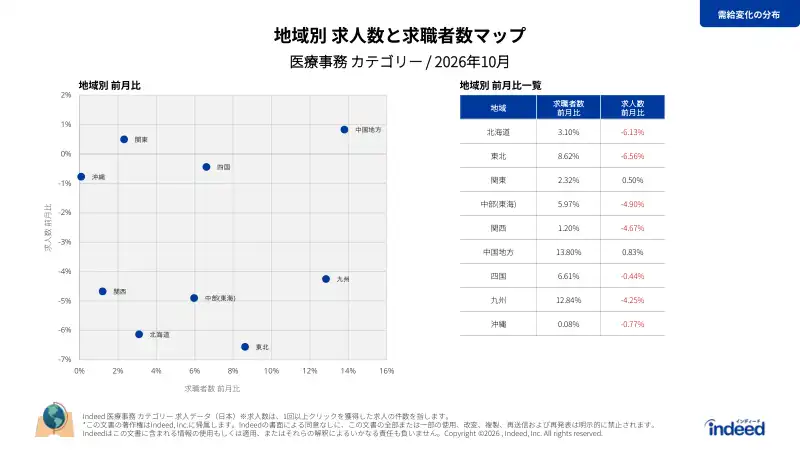 需給変化の分布
地域別 求人数と求職者数マップ
医療事務 カテゴリー / 2026年10月
地域別 前月比
2%
1%
0%
-1%
-2%
-3%
-4%
-5%
-6%
-7%
求人数 前月比
中国地方
関東
四国
沖縄
九州
関西
中部(東海)
北海道
東北
0%
2%
4%
6%
8%
10%
12%
14%
16%
求職者数 前月比
地域別 前月比一覧
地域 求職者数 前月比 求人数 前月比
北海道 3.10% -6.13%
東北 8.62% -6.56%
関東 2.32% 0.50%
中部(東海) 5.97% -4.90%
関西 1.20% -4.67%
中国地方 13.80% 0.83%
四国 6.61% -0.44%
九州 12.84% -4.25%
沖縄 0.08% -0.77%
Indeed 医療事務 カテゴリー 求人データ（日本）※求人数は、1回以上クリックを獲得した求人の件数を指します。
*この文書の著作権はIndeed, Inc.に帰属します。Indeedの書面による同意なしに、この文書の全部または一部の使用、改変、複製、再送信および再発表は明示的に禁止されます。
Indeedはこの文書に含まれる情報の使用もしくは適用、またはそれらの解釈によるいかなる責任も負いません。Copyright ©2026 , Indeed, Inc. All rights reserved.
インディード
indeed